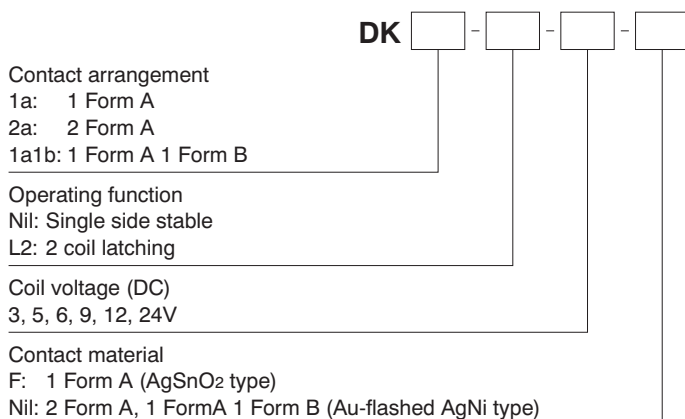 DK - - -
Contact arrangement
1a: 1 Form A
2a: 2 Form A
1a1b: 1 Form A 1 Form B
Operating function
Nil: Single side stable
L2: 2 coil latching
Coil voltage (DC)
3, 5, 6, 9, 12, 24V
Contact material
F: 1 Form A (AgSnO2 type)
Nil: 2 Form A, 1 FormA 1 Form B (Au-flashed AgNi type)